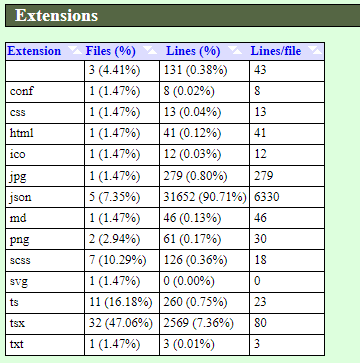 Extensions
Extension Files (%) Lines (%) Lines/file
3 (4.41%) 131 (0.38%) 43
conf 1 (1.47%) 8 (0.02%) 8
css 1 (1.47%) 13 (0.04%) 13
html 1 (1.47%) 41 (0.12%) 41
ico 1 (1.47%) 12 (0.03%) 12
jpg 1 (1.47%) 279 (0.80%) 279
json 5 (7.35%) 31652 (90.71%) 6330
md 1 (1.47%) 46 (0.13%) 46
png 2 (2.94%) 61 (0.17%) 30
scss 7 (10.29%) 126 (0.36%) 18
svg 1 (1.47%) 0 (0.00%) 0
ts 11 (16.18%) 260 (0.75%) 23
tsx 32 (47.06%) 2569 (7.36%) 80
txt 1 (1.47%) 3 (0.01%) 3